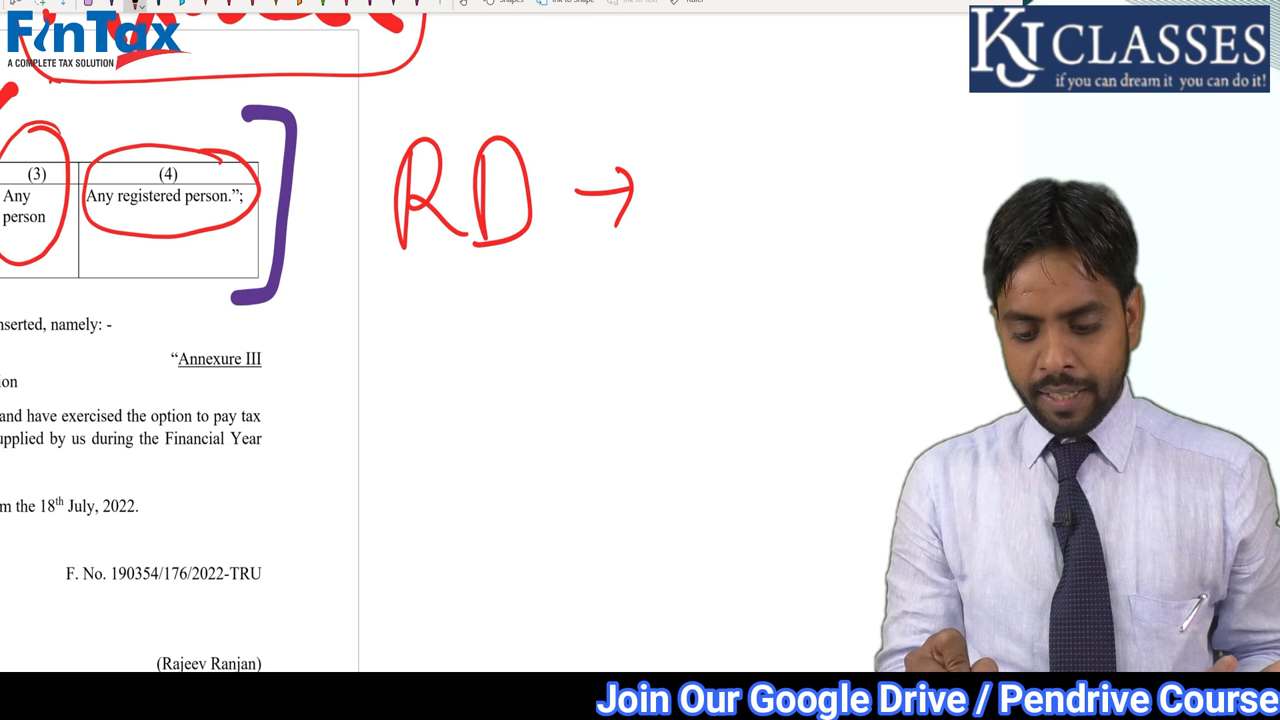 FinTax
A COMPLETE TAX SOLUTION
KJ CLASSES
if you can dream it you can do it!
(3) (4)
Any Any registered person.”;
person
RD →
nserted, namely: -
“Annexure III
ion
and have exercised the option to pay tax
upplied by us during the Financial Year
m the 18th July, 2022.
F. No. 190354/176/2022-TRU
(Rajeev Ranjan)
Join Our Google Drive / Pendrive Course